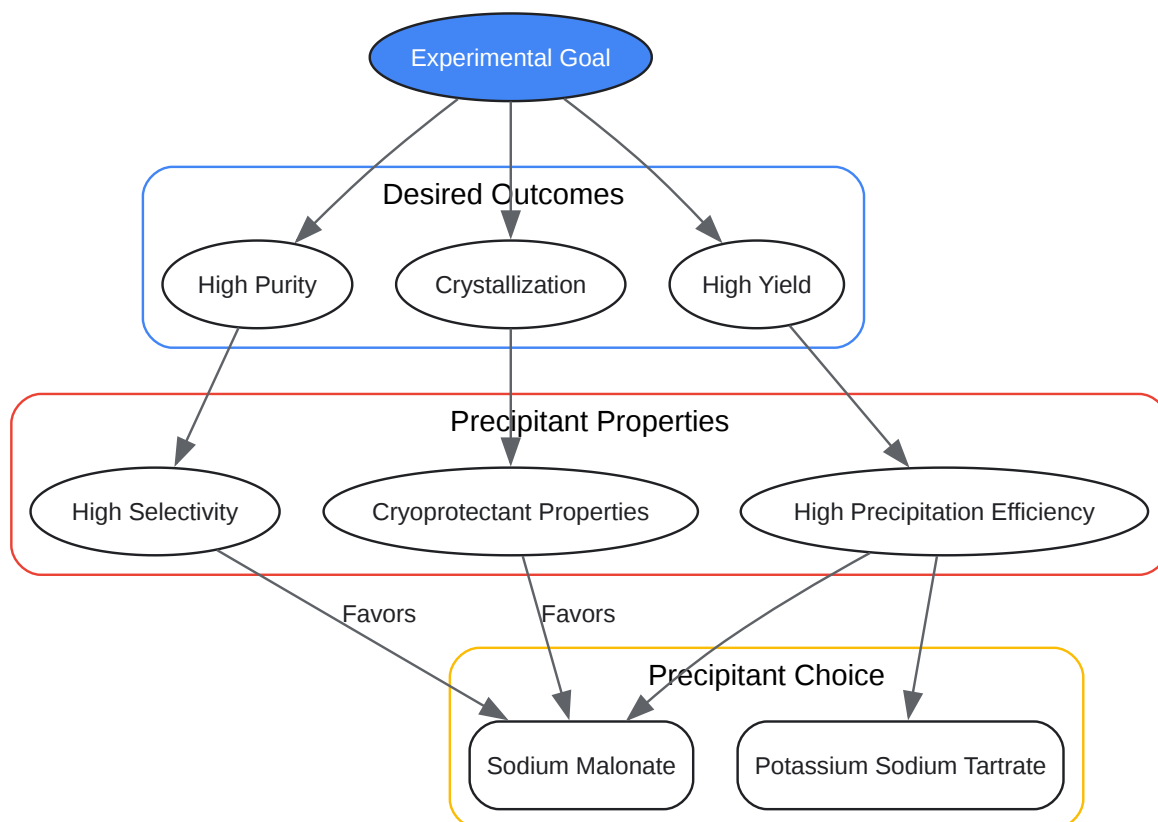 Experimental Goal
Desired Outcomes
High Purity
Crystallization
High Yield
Precipitant Properties
High Selectivity
Cryoprotectant Properties
High Precipitation Efficiency
Favors
Favors
Precipitant Choice
Sodium Malonate
Potassium Sodium Tartrate